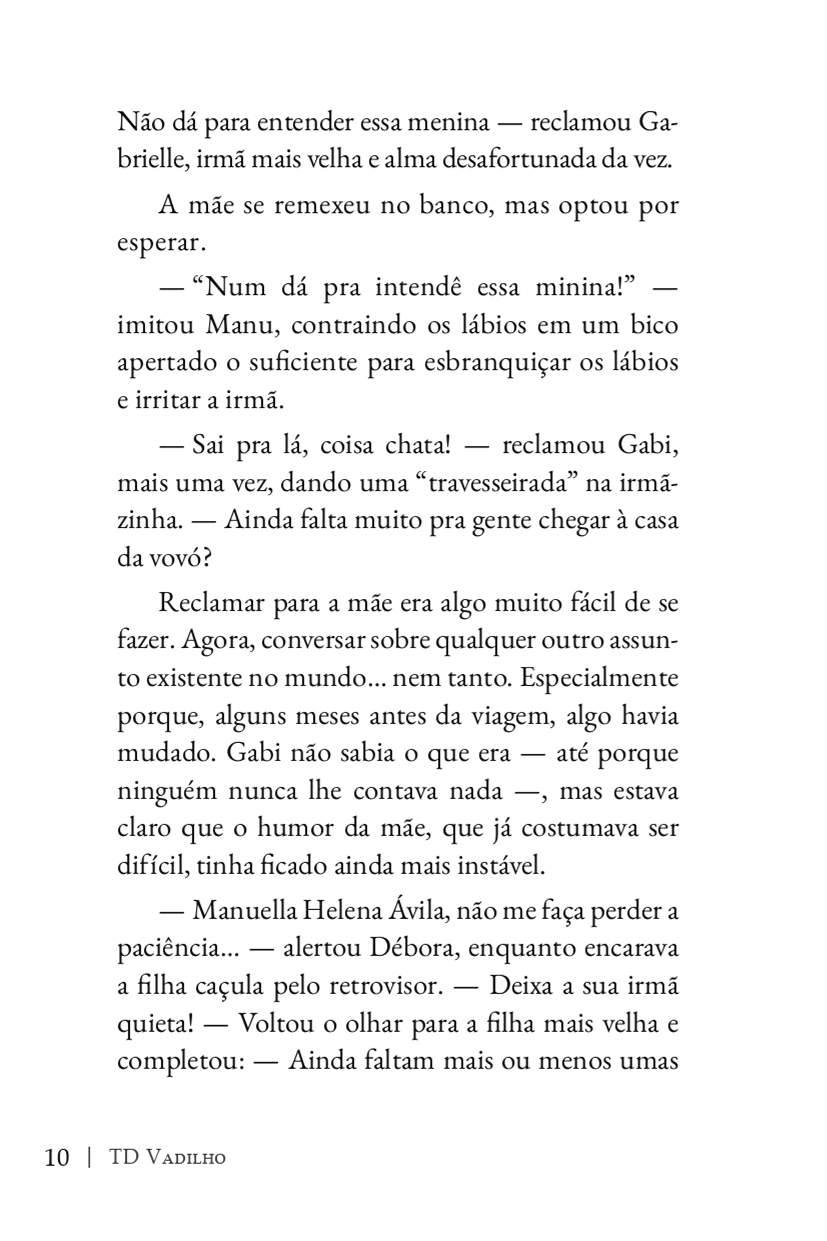 Não dá para entender essa menina — reclamou Ga-
brielle, irmã mais velha e alma desafortunada da vez.
A mãe se remexeu no banco, mas optou por
esperar.
— “Num dá pra intendê essa minina!” —
imitou Manu, contraindo os lábios em um bico
apertado o suficiente para esbranquiçar os lábios
e irritar a irmã.
— Sai pra lá, coisa chata! — reclamou Gabi,
mais uma vez, dando uma “travesseirada” na irmã-
zinha. — Ainda falta muito pra gente chegar à casa
da vovó?
Reclamar para a mãe era algo muito fácil de se
fazer. Agora, conversar sobre qualquer outro assun-
to existente no mundo... nem tanto. Especialmente
porque, alguns meses antes da viagem, algo havia
mudado. Gabi não sabia o que era — até porque
ninguém nunca lhe contava nada —, mas estava
claro que o humor da mãe, que já costumava ser
difícil, tinha ficado ainda mais instável.
— Manuella Helena Ávila, não me faça perder a
paciência... — alertou Débora, enquanto encarava
a filha caçula pelo retrovisor. — Deixa a sua irmã
quieta! — Voltou o olhar para a filha mais velha e
completou: — Ainda faltam mais ou menos umas
10 | TD Vadilho